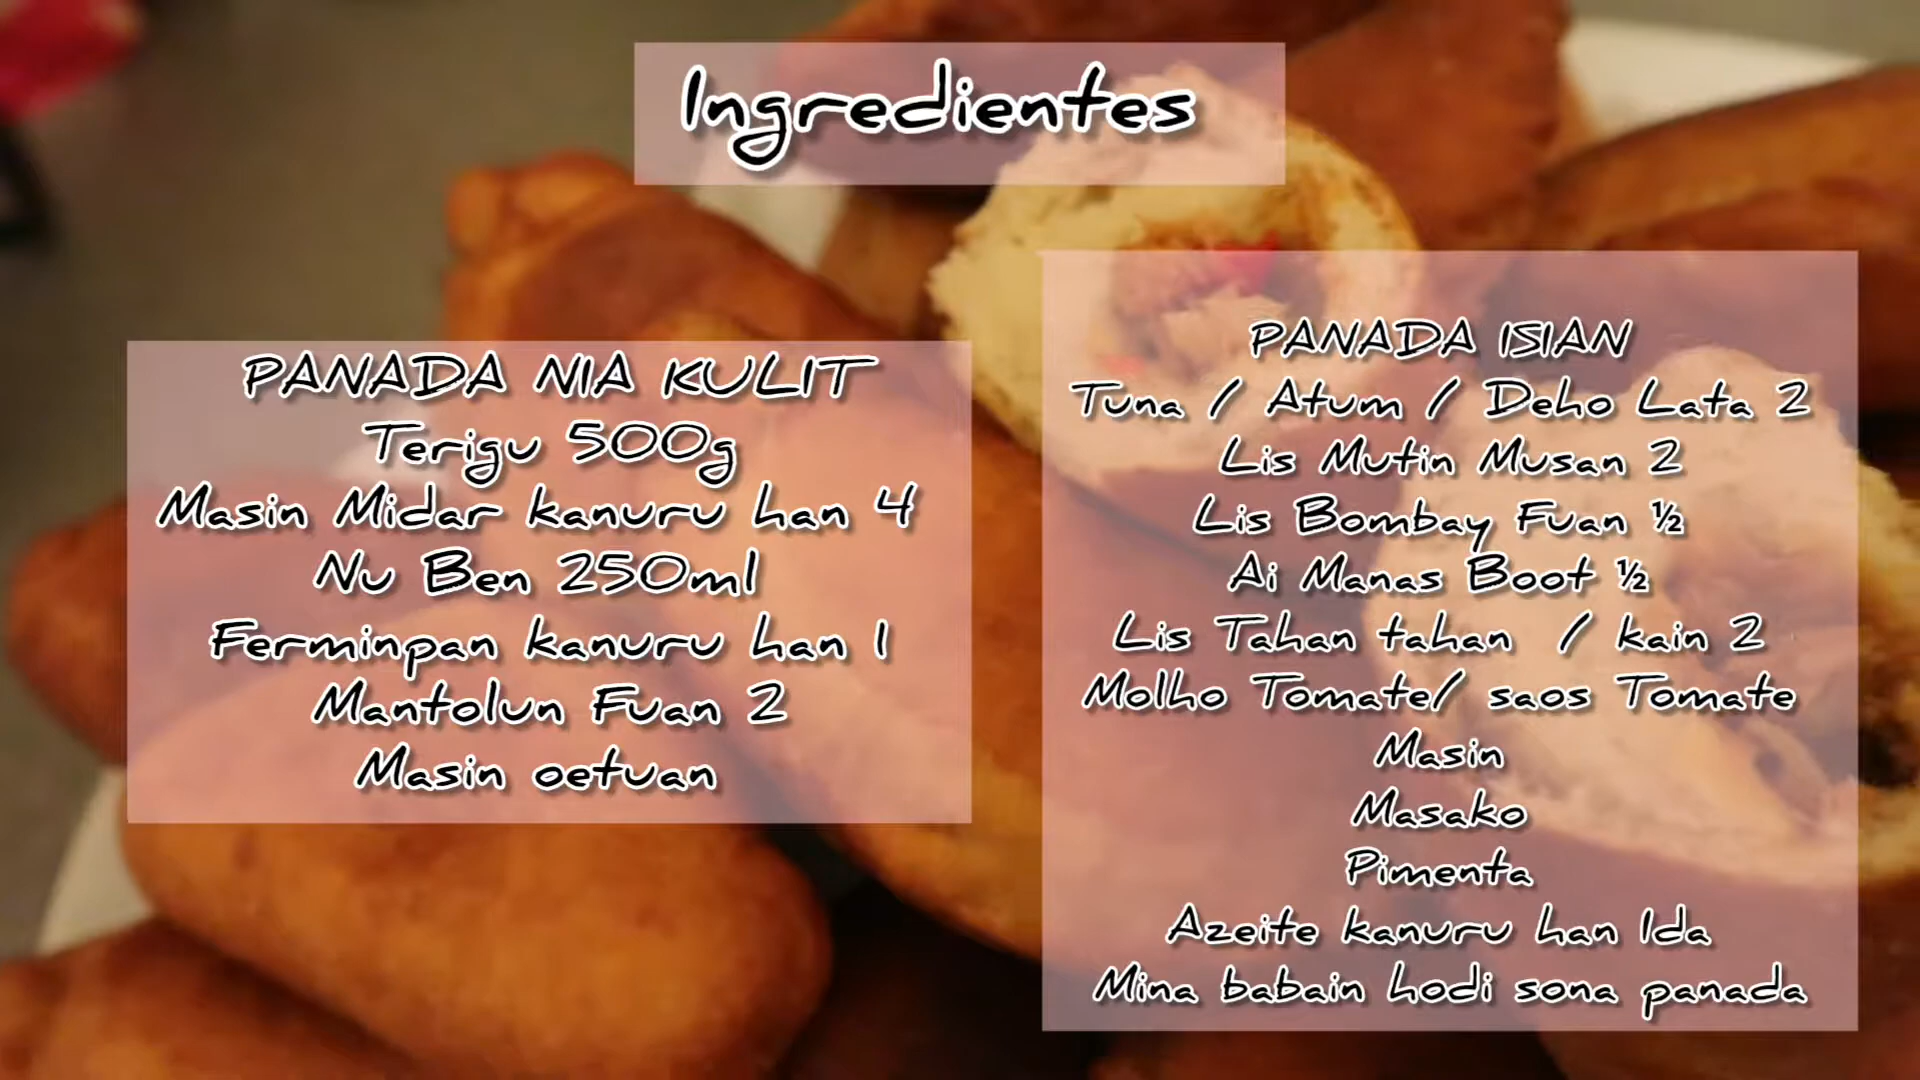 Ingredientes
PANADA NIA KULIT
Terigu 500g
Masin Midar kanuru han 4
Nu Ben 250ml
Ferminpan kanuru han 1
Mantolun Fuan 2
Masin oetuan
PANADA ISIAN
Tuna / Atum / Deho Lata 2
Lis Mutin Musan 2
Lis Bombay Fuan ½
Ai Manas Boot ½
Lis Tahan tahan / kain 2
Molho Tomate/ saos Tomate
Masin
Masako
Pimenta
Azeite kanuru han Ida
Mina babain hodi sona panada